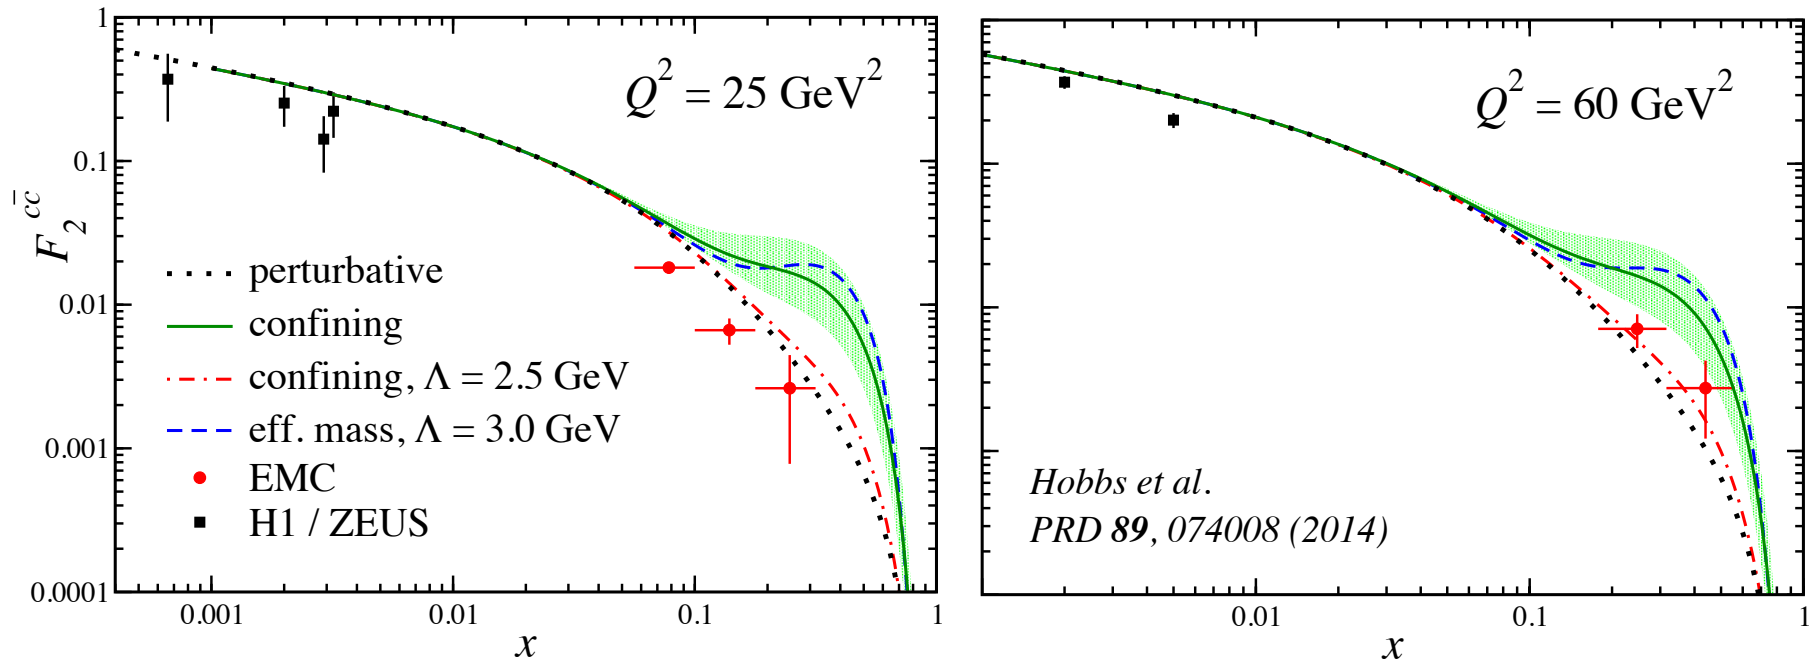 1
0.1
0.01
0.001
0.0001
F₂^{cc̄}
Q² = 25 GeV²
perturbative
confining
confining, Λ = 2.5 GeV
eff. mass, Λ = 3.0 GeV
EMC
H1 / ZEUS
0.001 0.01 0.1 1
x
Q² = 60 GeV²
Hobbs et al.
PRD 89, 074008 (2014)
0.01 0.1 1
x